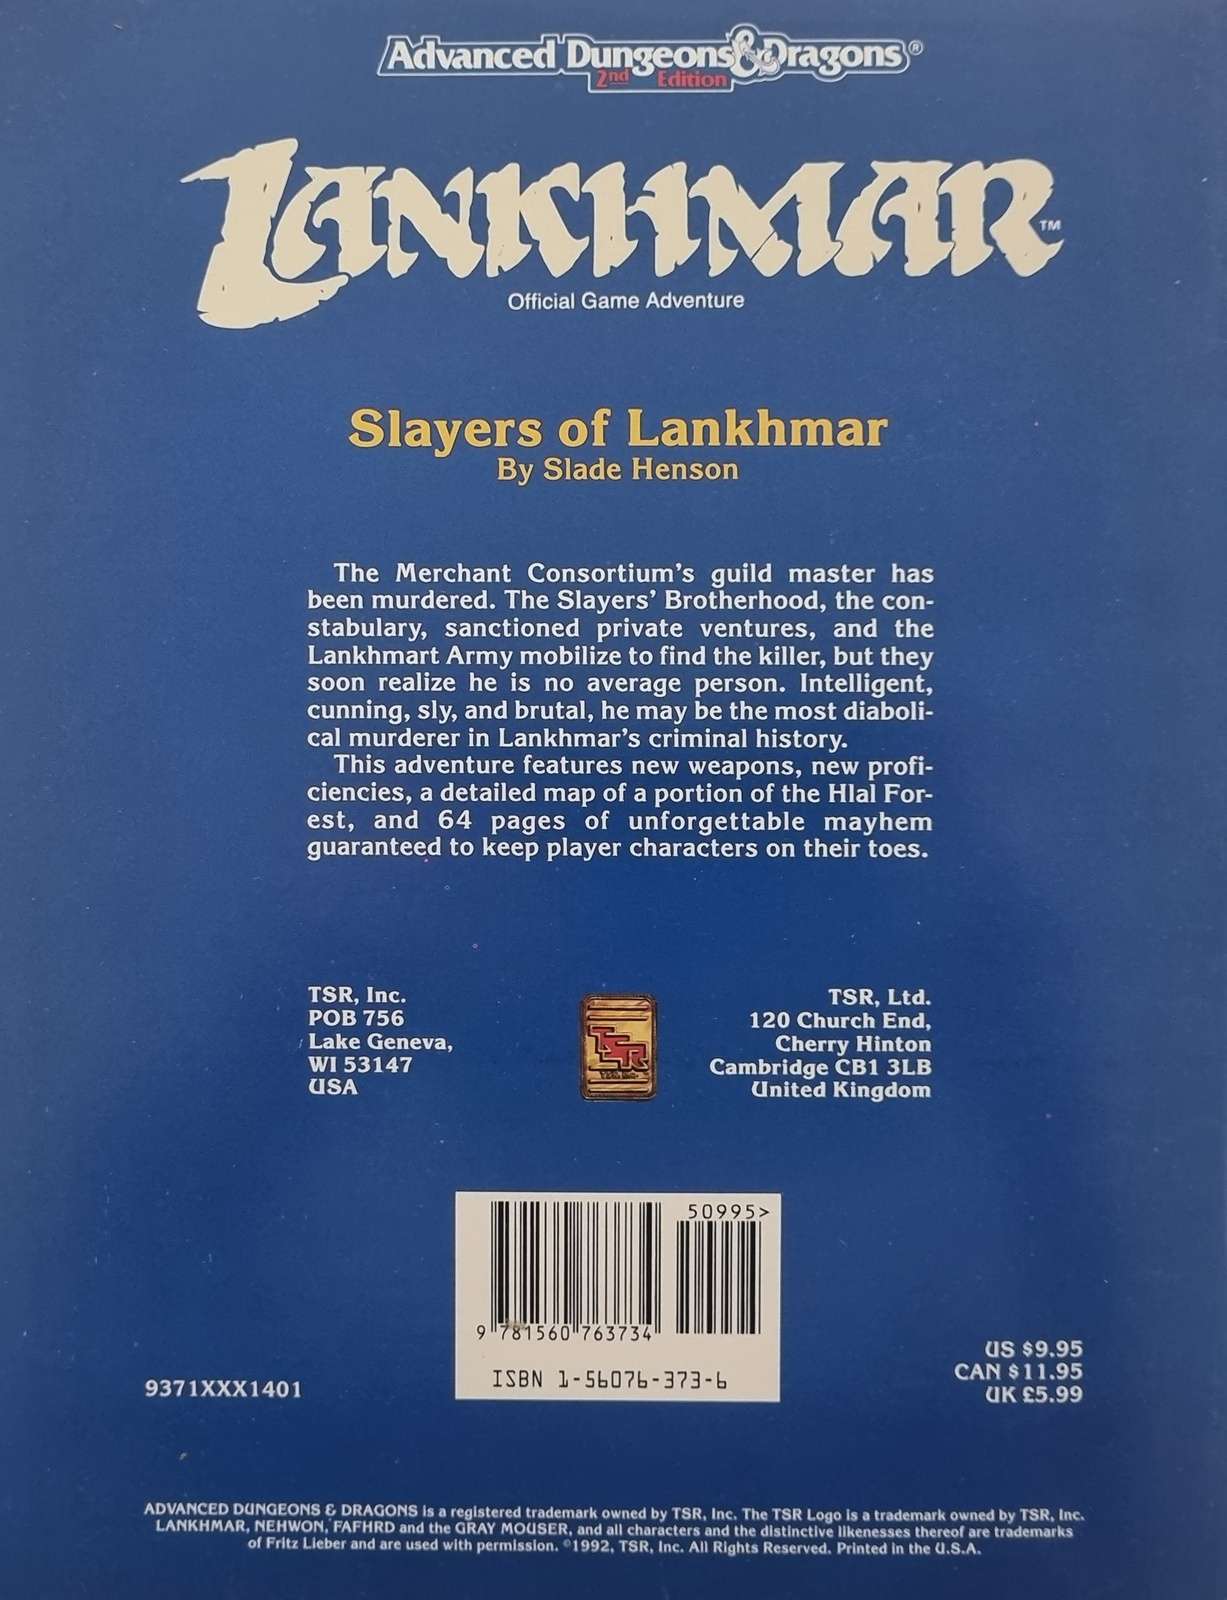 Advanced Dungeons & Dragons®
2nd Edition
LANKHMAR™
Official Game Adventure
Slayers of Lankhmar
By Slade Henson
The Merchant Consortium's guild master has
been murdered. The Slayers' Brotherhood, the con-
stabulary, sanctioned private ventures, and the
Lankhmart Army mobilize to find the killer, but they
soon realize he is no average person. Intelligent,
cunning, sly, and brutal, he may be the most diaboli-
cal murderer in Lankhmar's criminal history.
This adventure features new weapons, new profi-
ciencies, a detailed map of a portion of the Hlal For-
est, and 64 pages of unforgettable mayhem
guaranteed to keep player characters on their toes.
TSR, Inc.
POB 756
Lake Geneva,
WI 53147
USA
TSR
TSR, Ltd.
120 Church End,
Cherry Hinton
Cambridge CB1 3LB
United Kingdom
50995>
9 781560 763734
ISBN 1-56076-373-6
9371XXX1401
US $9.95
CAN $11.95
UK £5.99
ADVANCED DUNGEONS & DRAGONS is a registered trademark owned by TSR, Inc. The TSR Logo is a trademark owned by TSR, Inc.
LANKHMAR, NEHWON, FAFHRD and the GRAY MOUSER, and all characters and the distinctive likenesses thereof are trademarks
of Fritz Lieber and are used with permission. ©1992, TSR, Inc. All Rights Reserved. Printed in the U.S.A.